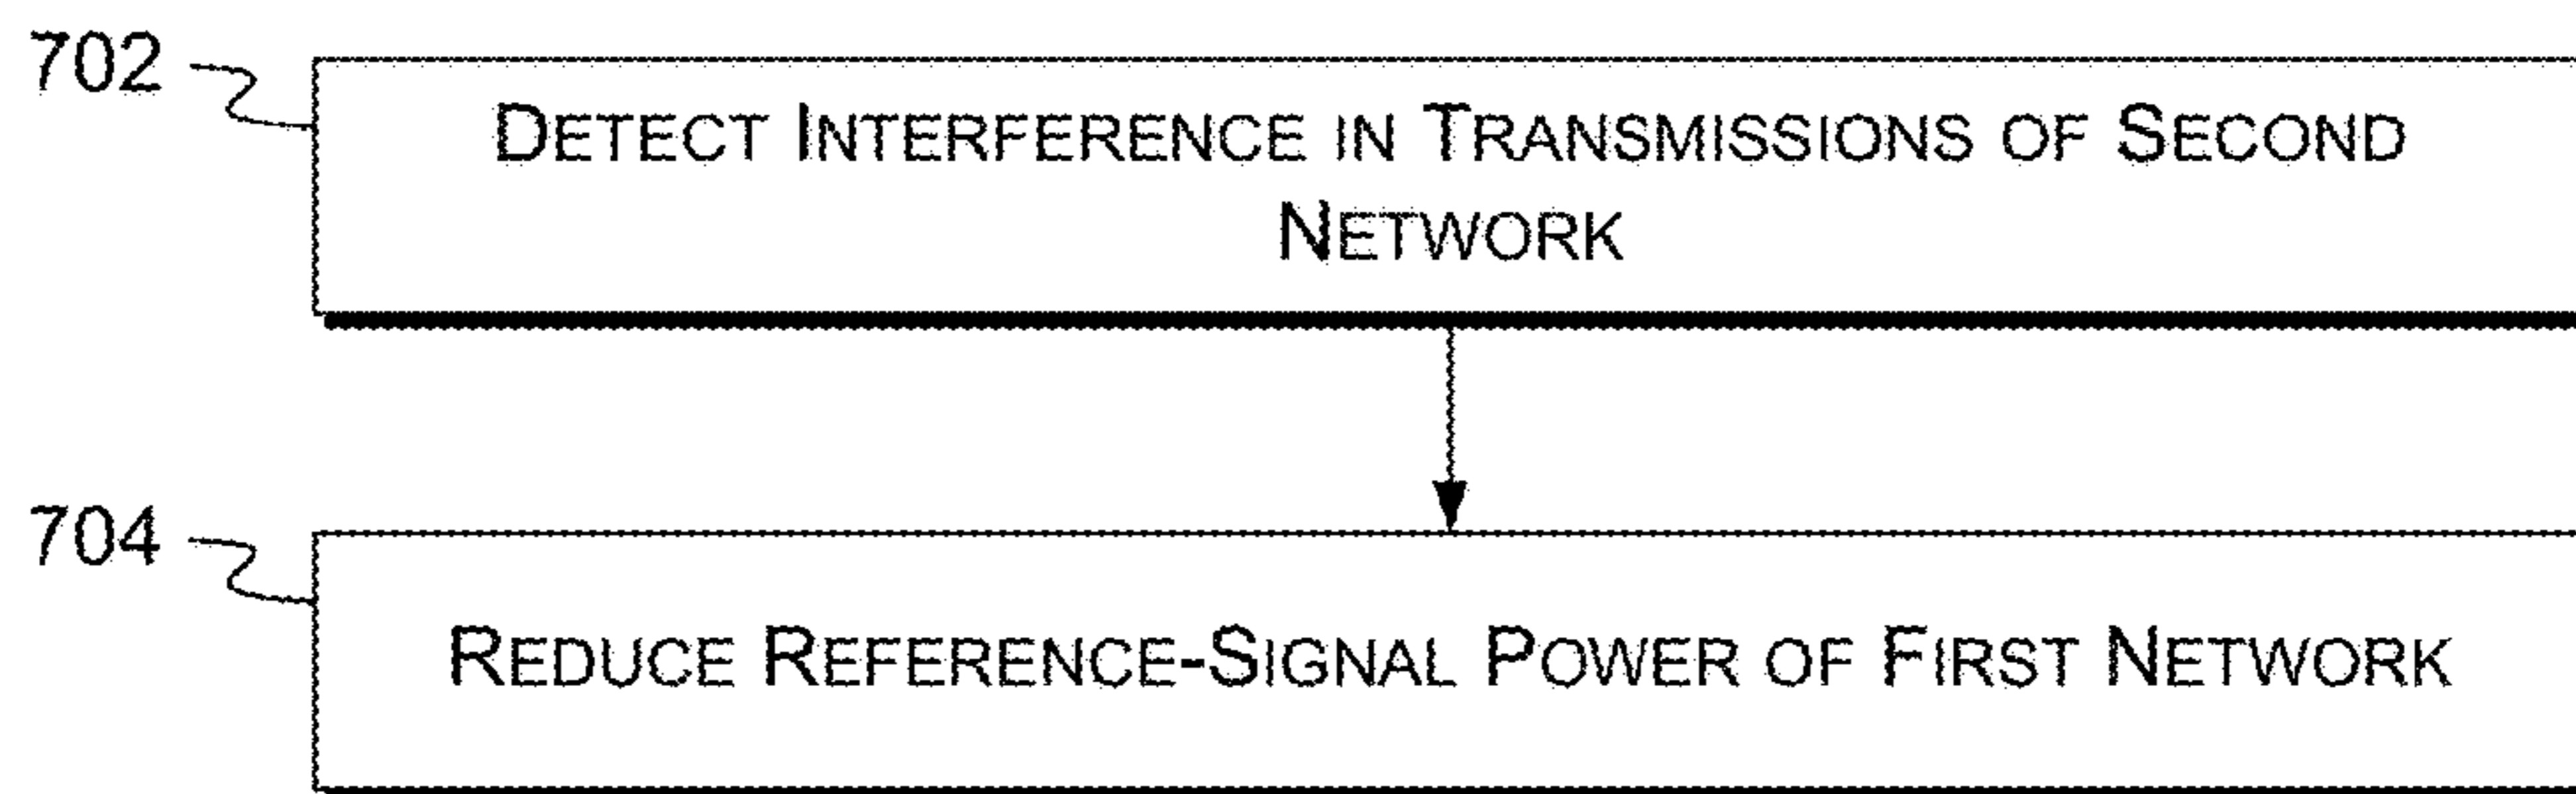 702
DETECT INTERFERENCE IN TRANSMISSIONS OF SECOND
NETWORK
704
REDUCE REFERENCE-SIGNAL POWER OF FIRST NETWORK